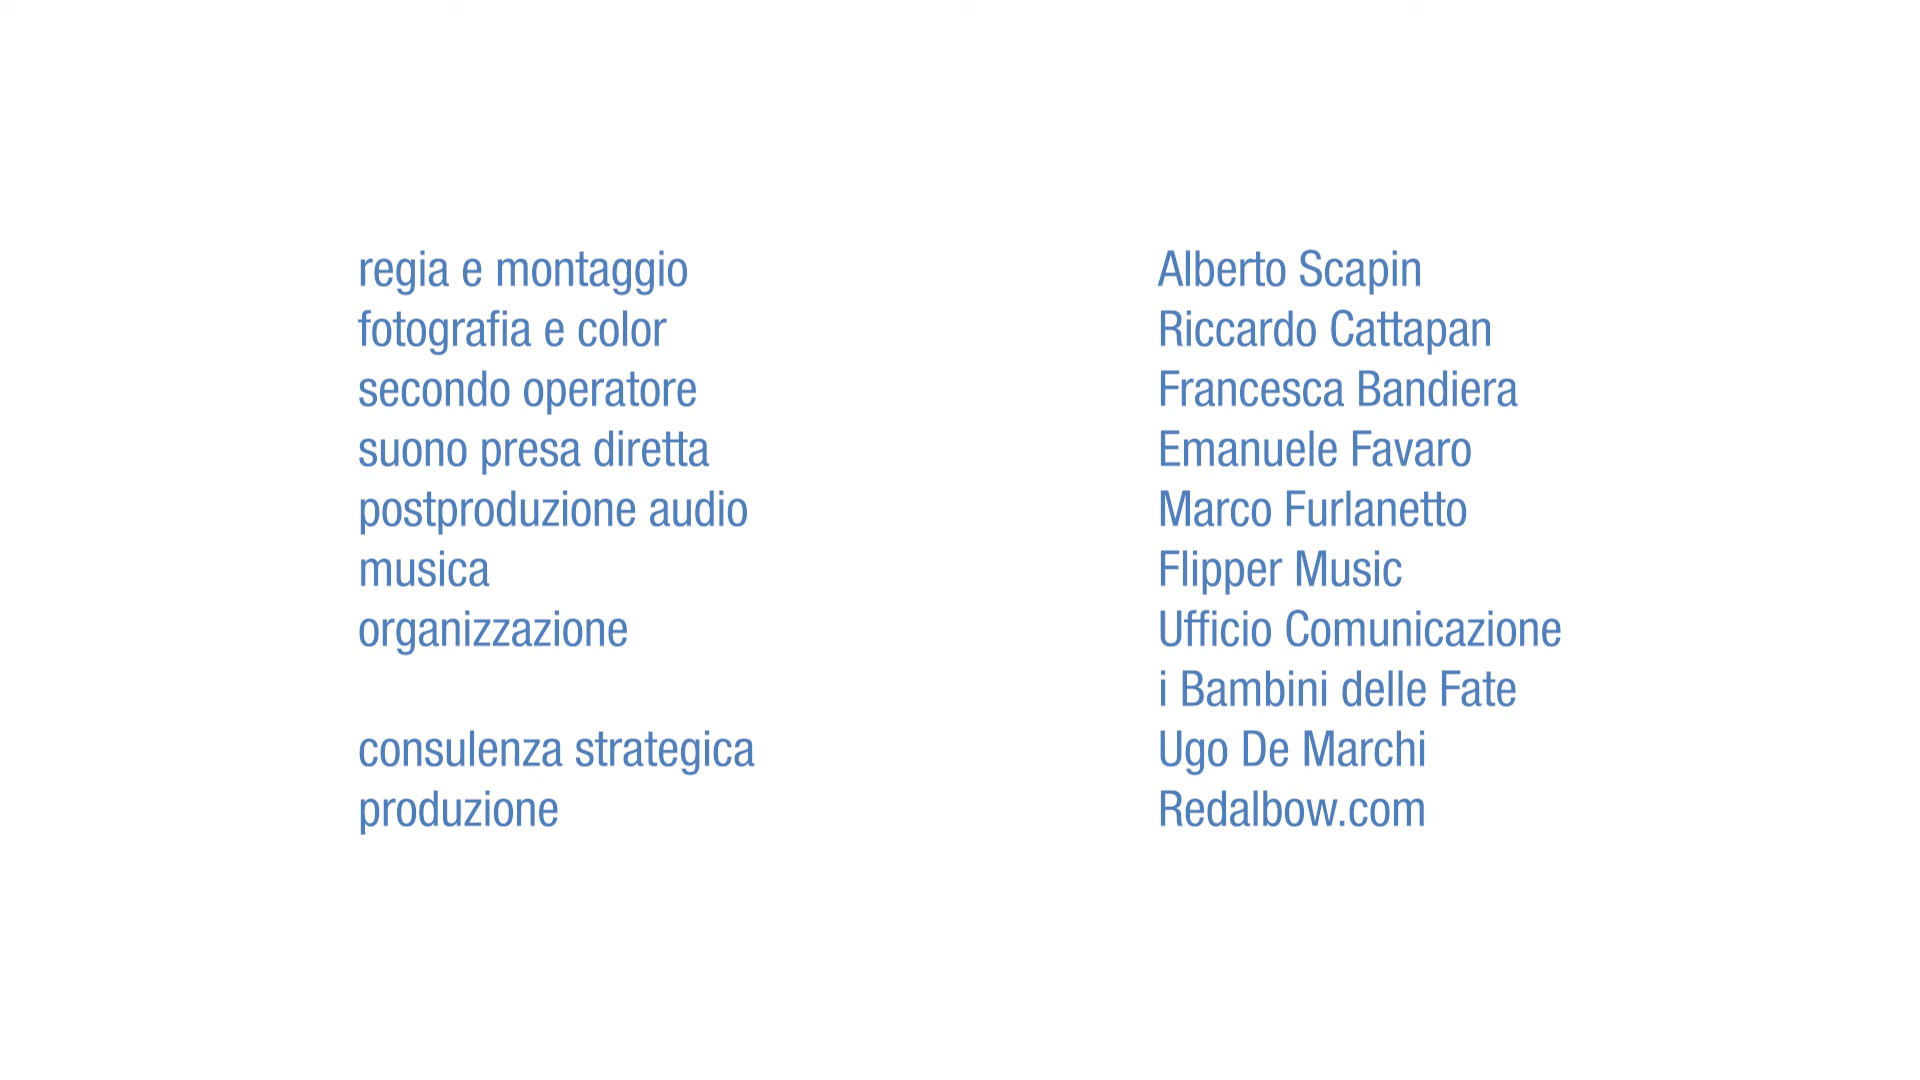 regia e montaggio Alberto Scapin
fotografia e color Riccardo Cattapan
secondo operatore Francesca Bandiera
suono presa diretta Emanuele Favaro
postproduzione audio Marco Furlanetto
musica Flipper Music
organizzazione Ufficio Comunicazione
i Bambini delle Fate
consulenza strategica Ugo De Marchi
produzione Redalbow.com